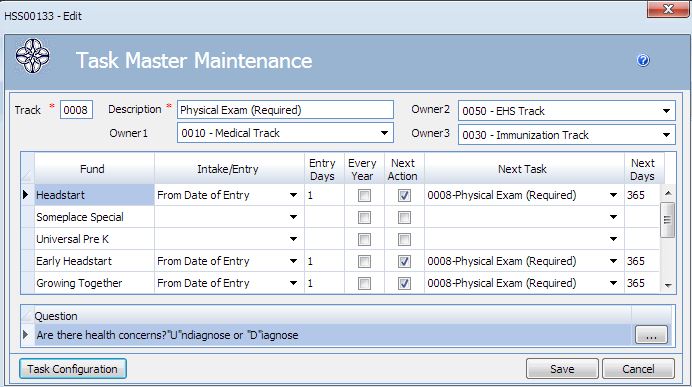 HSS00133 - Edit
Task Master Maintenance
Track * 0008 Description * Physical Exam (Required) Owner2 0050 - EHS Track
Owner1 0010 - Medical Track Owner3 0030 - Immunization Track
Fund Intake/Entry Entry Days Every Year Next Action Next Task Next Days
Headstart From Date of Entry 1 0008-Physical Exam (Required) 365
Someplace Special
Universal Pre K
Early Headstart From Date of Entry 1 0008-Physical Exam (Required) 365
Growing Together From Date of Entry 1 0008-Physical Exam (Required) 365
Question
Are there health concerns?"U"ndiagnose or "D"iagnose ...
Task Configuration Save Cancel